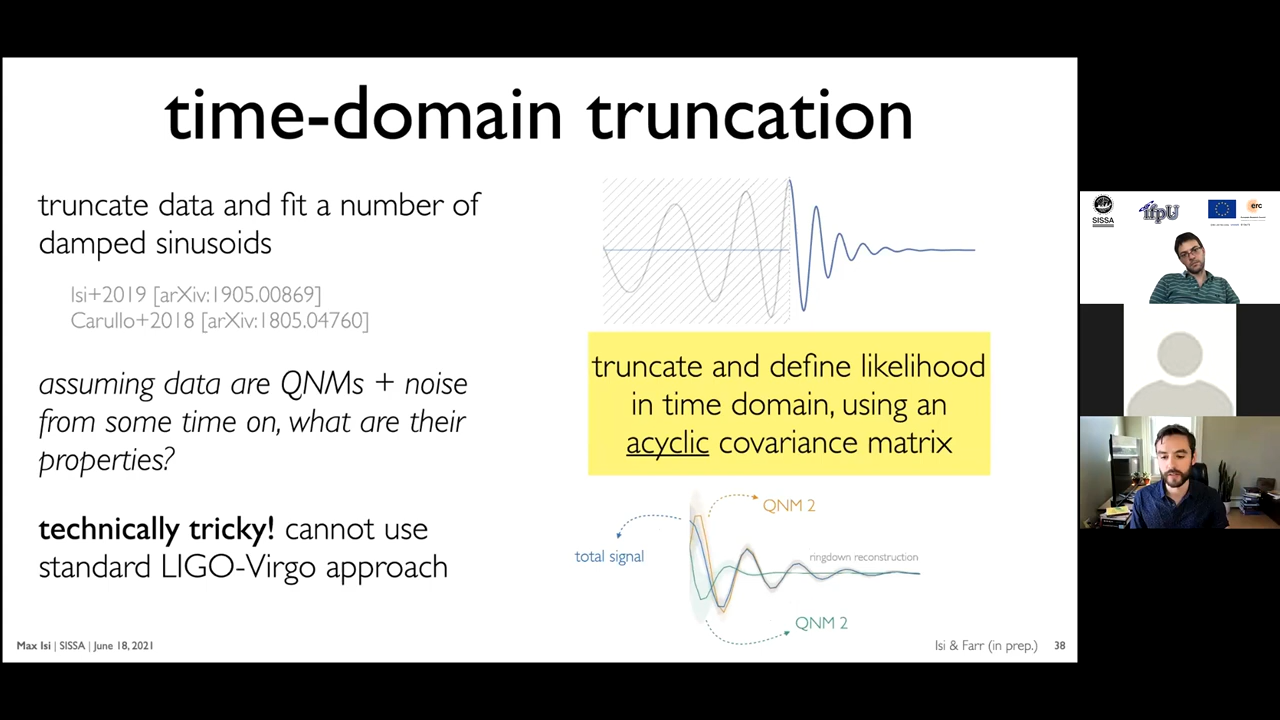 time-domain truncation
truncate data and fit a number of
damped sinusoids
Isi+2019 [arXiv:1905.00869]
Carullo+2018 [arXiv:1805.04760]
assuming data are QNMs + noise
from some time on, what are their
properties?
technically tricky! cannot use
standard LIGO-Virgo approach
truncate and define likelihood
in time domain, using an
acyclic covariance matrix
QNM 2
total signal
ringdown reconstruction
QNM 2
Max Isi | SISSA | June 18, 2021
Isi & Farr (in prep.)
38
SISSA
ifpU
erc